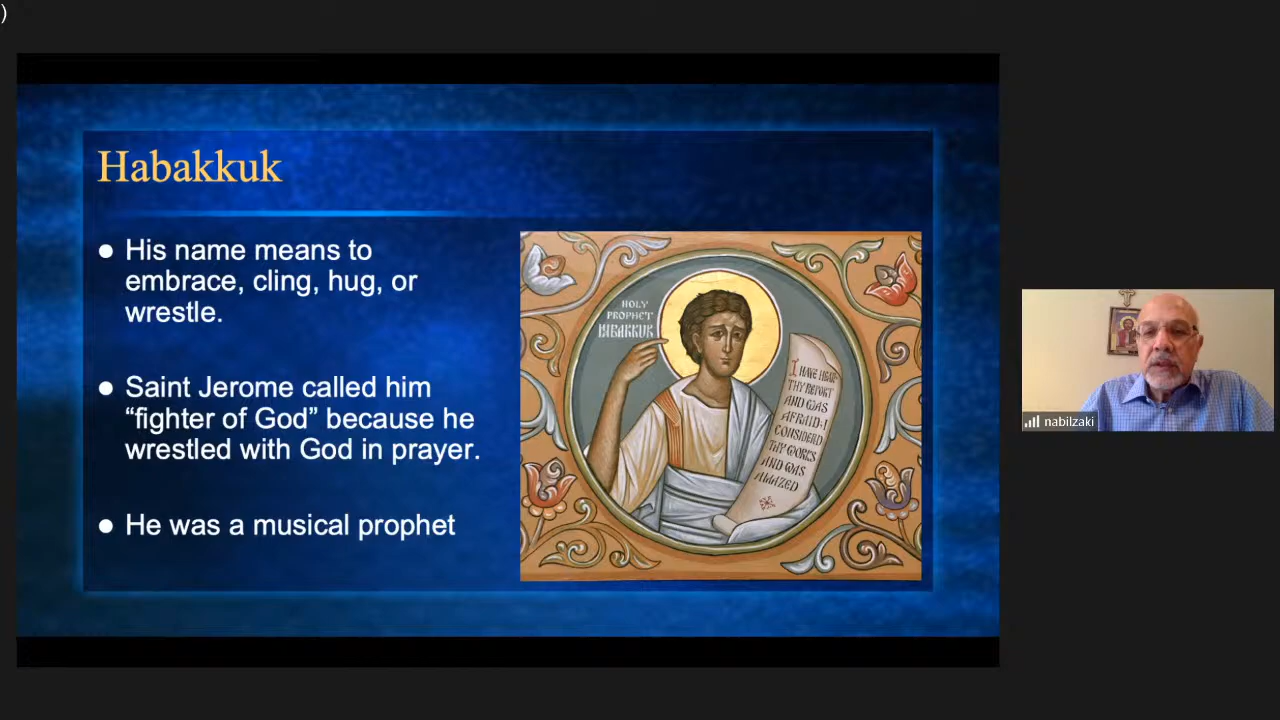 )
Habakkuk
● His name means to
embrace, cling, hug, or
wrestle.
● Saint Jerome called him
“fighter of God” because he
wrestled with God in prayer.
● He was a musical prophet
HOLY
PROPHET
HABAKKUK
I HAVE HEAR
THY REPORT
AND WAS
AFRAID: I
CONSIDERD
THY WORKS
AND WAS
AMAZED
nabilzaki